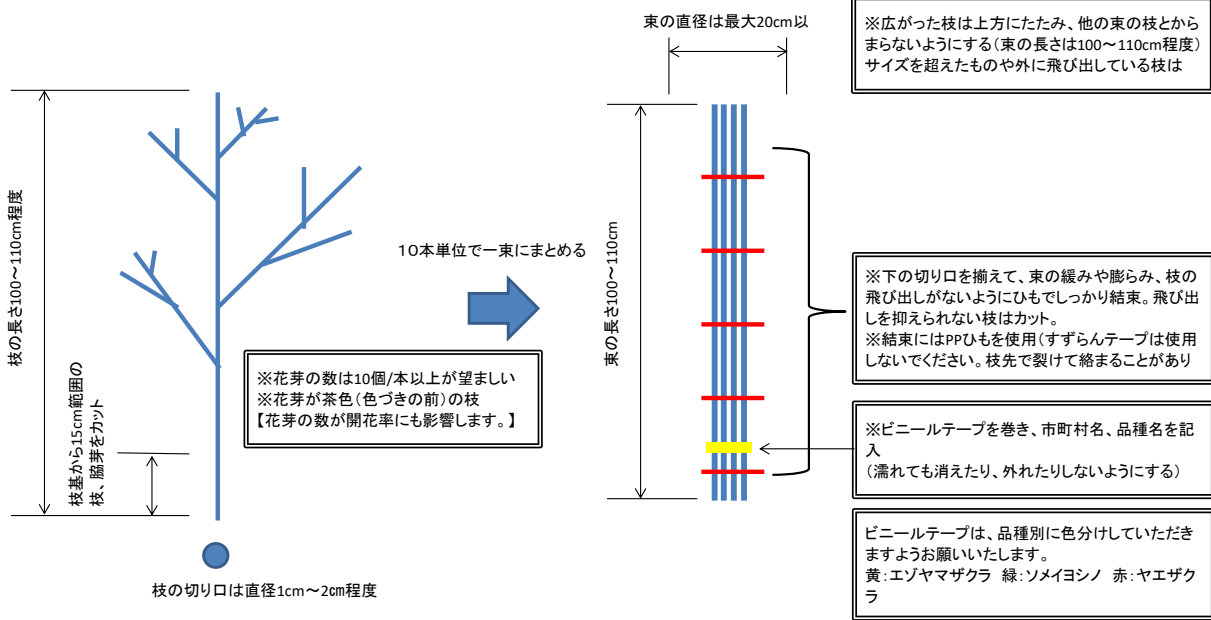 枝の長さ100～110cm程度
枝基から15cm範囲の
枝、脇芽をカット
枝の切り口は直径1cm～2㎝程度
※花芽の数は10個/本以上が望ましい
※花芽が茶色（色づきの前）の枝
【花芽の数が開花率にも影響します。】
10本単位で一束にまとめる
束の直径は最大20cm以
束の長さ100～110cm
※広がった枝は上方にたたみ、他の束の枝とから
まらないようにする（束の長さは100～110cm程度）
サイズを超えたものや外に飛び出している枝は
※下の切り口を揃えて、束の緩みや膨らみ、枝の
飛び出しがないようにひもでしっかり結束。飛び出
しを抑えられない枝はカット。
※結束にはPPひもを使用（すずらんテープは使用
しないでください。枝先で裂けて絡まることがあり
※ビニールテープを巻き、市町村名、品種名を記
入
（濡れても消えたり、外れたりしないようにする）
ビニールテープは、品種別に色分けしていただき
ますようお願いいたします。
黄：エゾヤマザクラ　緑：ソメイヨシノ　赤：ヤエザク
ラ